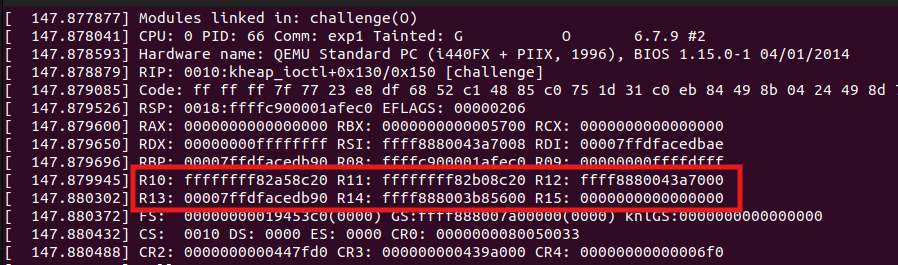 [  147.877877] Modules linked in: challenge(O)
[  147.878041] CPU: 0 PID: 66 Comm: exp1 Tainted: G           O       6.7.9 #2
[  147.878593] Hardware name: QEMU Standard PC (i440FX + PIIX, 1996), BIOS 1.15.0-1 04/01/2014
[  147.878879] RIP: 0010:kheap_ioctl+0x130/0x150 [challenge]
[  147.879085] Code: ff ff ff 7f 77 23 e8 df 68 52 c1 48 85 c0 75 1d 31 c0 eb 84 49 8b 04 24 49 8d
[  147.879526] RSP: 0018:ffffc900001afec0 EFLAGS: 00000206
[  147.879600] RAX: 0000000000000000 RBX: 0000000000005700 RCX: 0000000000000000
[  147.879650] RDX: 00000000ffffffff RSI: ffff8880043a7008 RDI: 00007ffdfacedbae
[  147.879696] RBP: 00007ffdfacedb90 R08: ffffc900001afec0 R09: 00000000ffffdfff
[  147.879945] R10: ffffffff82a58c20 R11: ffffffff82b08c20 R12: ffff8880043a7000
[  147.880302] R13: 00007ffdfacedb90 R14: ffff888003b85600 R15: 0000000000000000
[  147.880372] FS:  00000000019453c0(0000) GS:ffff888007a00000(0000) knlGS:0000000000000000
[  147.880432] CS:  0010 DS: 0000 ES: 0000 CR0: 0000000080050033
[  147.880488] CR2: 0000000000447fd0 CR3: 000000000439a000 CR4: 00000000000006f0